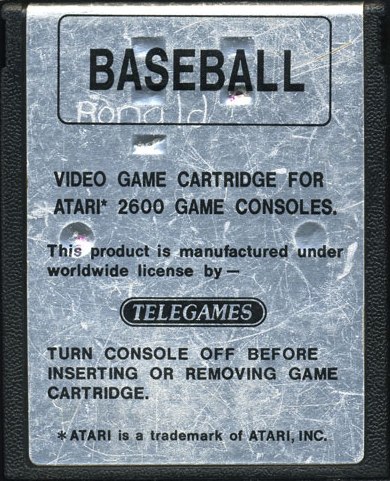 BASEBALL
Ronald
VIDEO GAME CARTRIDGE FOR
ATARI* 2600 GAME CONSOLES.
This product is manufactured under
worldwide license by —
TELEGAMES
TURN CONSOLE OFF BEFORE
INSERTING OR REMOVING GAME
CARTRIDGE.
*ATARI is a trademark of ATARI, INC.